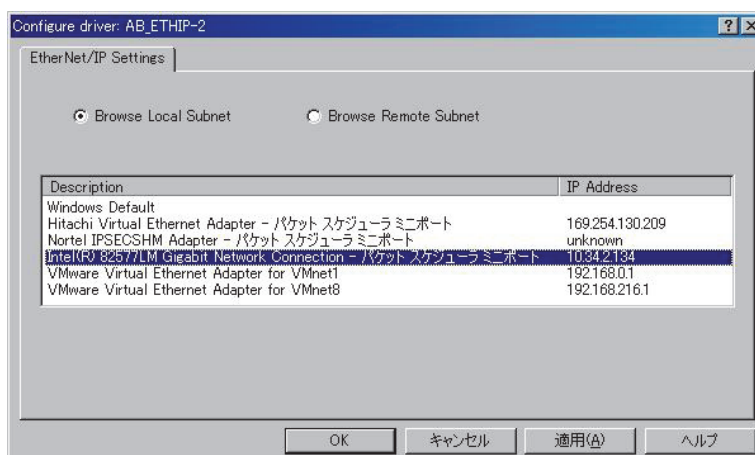 Configure driver: AB_ETHIP-2
EtherNet/IP Settings
Browse Local Subnet Browse Remote Subnet
Description IP Address
Windows Default
Hitachi Virtual Ethernet Adapter - パケット スケジューラ ミニポート 169.254.130.209
Nortel IPSECSHM Adapter - パケット スケジューラ ミニポート unknown
Intel(R) 82577LM Gigabit Network Connection - パケット スケジューラ ミニポート 10.34.2.134
VMware Virtual Ethernet Adapter for VMnet1 192.168.0.1
VMware Virtual Ethernet Adapter for VMnet8 192.168.216.1
OK キャンセル 適用(A) ヘルプ